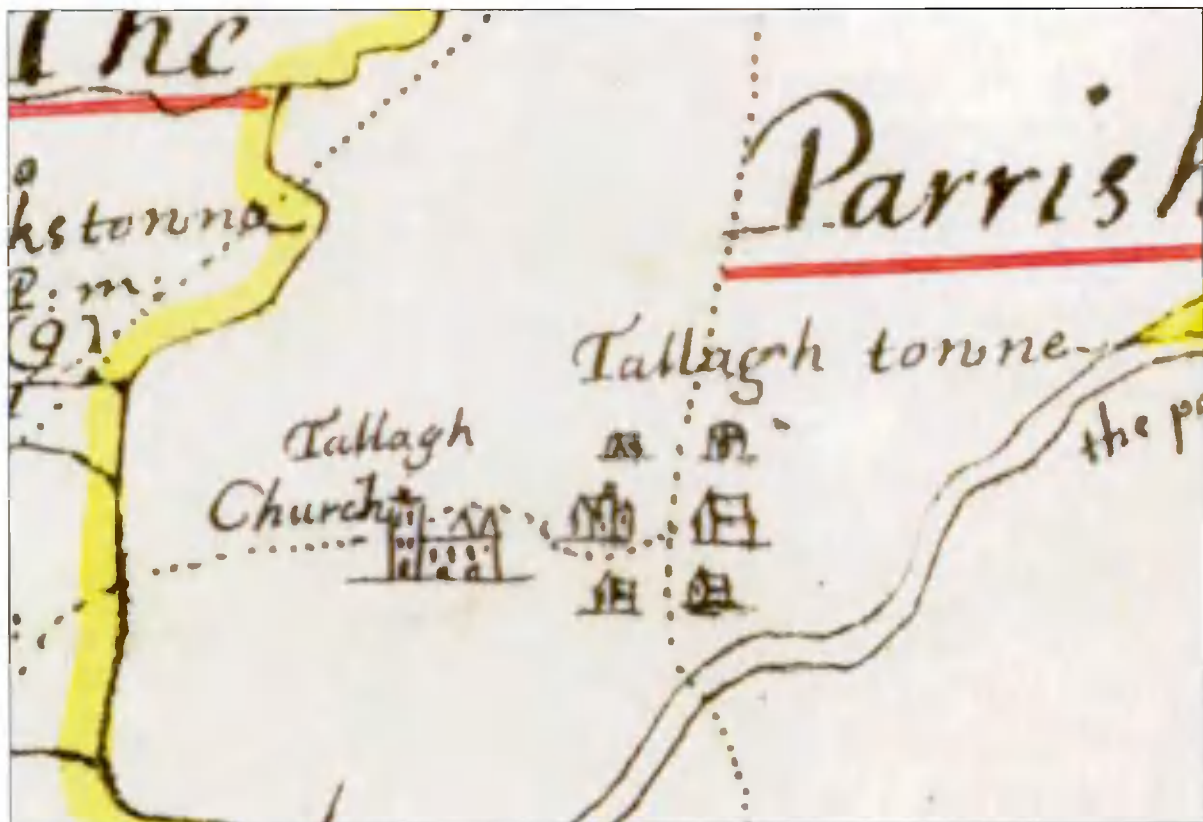 The
Parrish
kstowne
P: m:
(9)
Tallagh towne
Tallagh
Church
the